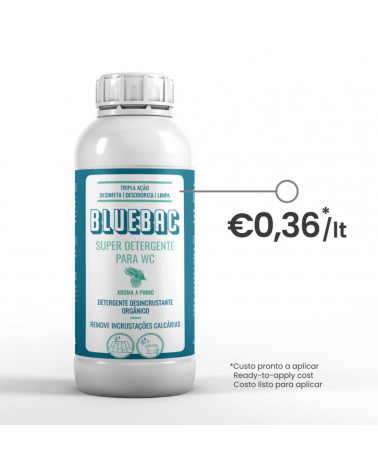 TRIPLA AÇÃO
DESINFETA | DESODORIZA | LIMPA
BLUEBAC
SUPER DETERGENTE
PARA WC
AROMA A PINHO
DETERGENTE DESINCRUSTANTE
ORGÂNICO
REMOVE INCRUSTAÇÕES CALCÁRIAS
€0,36*/lt
*Custo pronto a aplicar
Ready-to-apply cost
Costo listo para aplicar